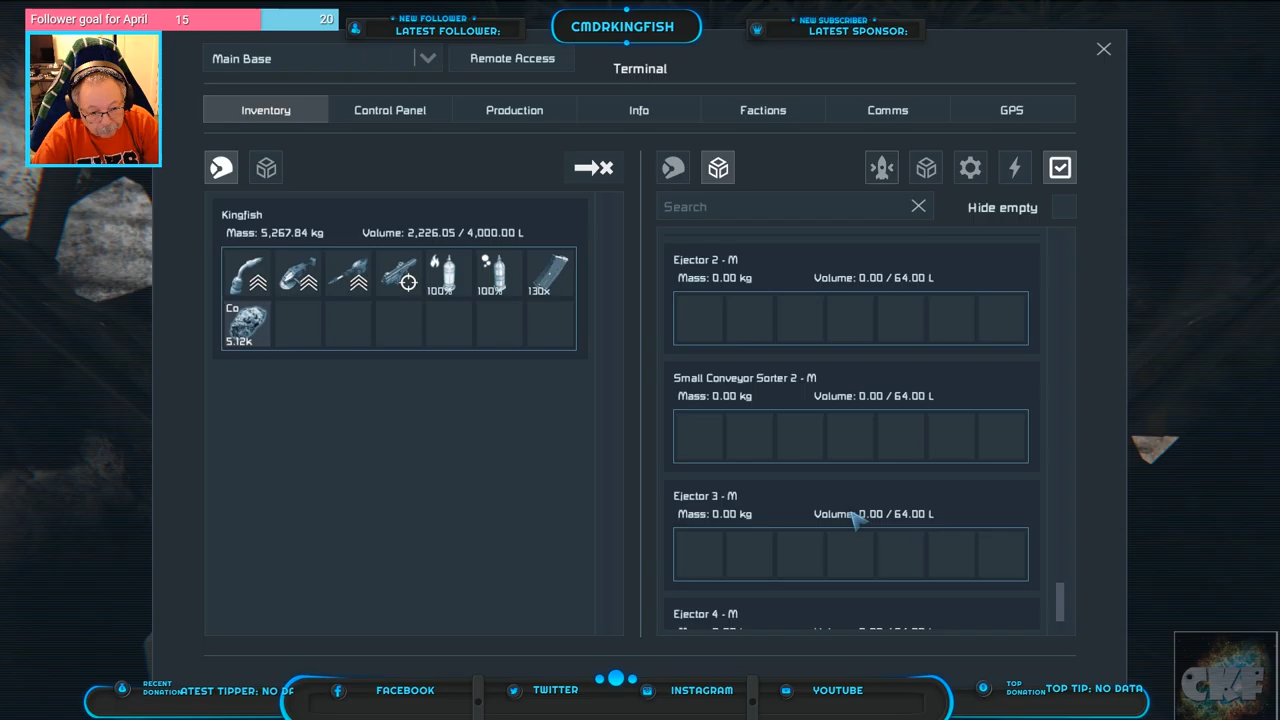 Follower goal for April 15 20
NEW FOLLOWER
LATEST FOLLOWER:
CMDRKINGFISH
NEW SUBSCRIBER
LATEST SPONSOR:
Main Base
Remote Access
Terminal
Inventory
Control Panel
Production
Info
Factions
Comms
GPS
Search
Hide empty
Kingfish
Mass: 5,267.84 kg Volume: 2,226.05 / 4,000.00 L
100% 100% 130x
Co
5.12k
Ejector 2 - M
Mass: 0.00 kg Volume: 0.00 / 64.00 L
Small Conveyor Sorter 2 - M
Mass: 0.00 kg Volume: 0.00 / 64.00 L
Ejector 3 - M
Mass: 0.00 kg Volume: 0.00 / 64.00 L
Ejector 4 - M
RECENT
DONATION
ATEST TIPPER: NO DA
FACEBOOK
TWITTER
INSTAGRAM
YOUTUBE
TOP
DONATION
TOP TIP: NO DATA
CKF